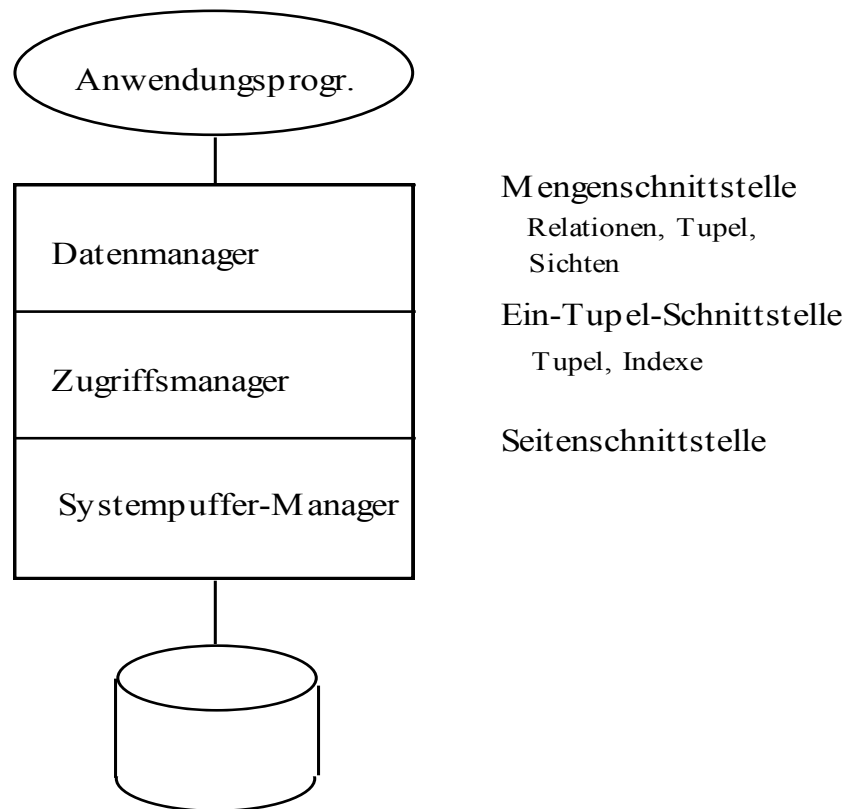 Anwendungsprogr.
Mengenschnittstelle
Relationen, Tupel,
Sichten
Datenmanager
Ein-Tupel-Schnittstelle
Tupel, Indexe
Zugriffsmanager
Seitenschnittstelle
Systempuffer-Manager